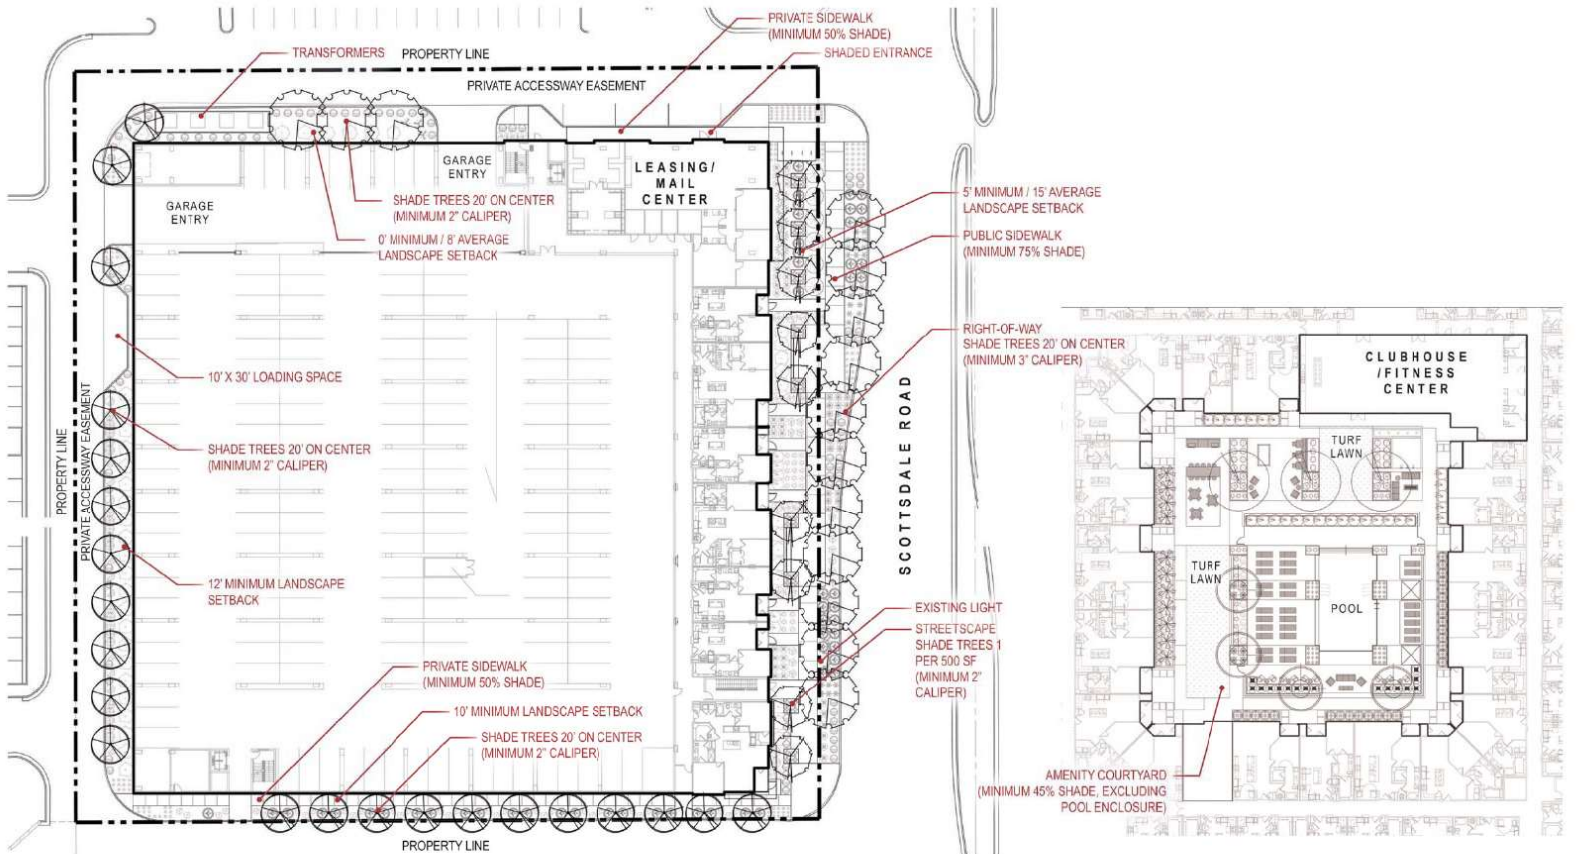 PRIVATE SIDEWALK
(MINIMUM 50% SHADE)
TRANSFORMERS
PROPERTY LINE
SHADED ENTRANCE
PRIVATE ACCESSWAY EASEMENT
GARAGE
ENTRY
LEASING/
MAIL
CENTER
GARAGE
ENTRY
SHADE TREES 20' ON CENTER
(MINIMUM 2" CALIPER)
0' MINIMUM / 8' AVERAGE
LANDSCAPE SETBACK
5' MINIMUM / 15' AVERAGE
LANDSCAPE SETBACK
PUBLIC SIDEWALK
(MINIMUM 75% SHADE)
RIGHT-OF-WAY
SHADE TREES 20' ON CENTER
(MINIMUM 3" CALIPER)
10' X 30' LOADING SPACE
PROPERTY LINE
PRIVATE ACCESSWAY EASEMENT
SHADE TREES 20' ON CENTER
(MINIMUM 2" CALIPER)
SCOTTSDALE ROAD
12' MINIMUM LANDSCAPE
SETBACK
EXISTING LIGHT
STREETSCAPE
SHADE TREES 1
PER 500 SF
(MINIMUM 2"
CALIPER)
PRIVATE SIDEWALK
(MINIMUM 50% SHADE)
10' MINIMUM LANDSCAPE SETBACK
SHADE TREES 20' ON CENTER
(MINIMUM 2" CALIPER)
PROPERTY LINE
CLUBHOUSE
/FITNESS
CENTER
TURF
LAWN
TURF
LAWN
POOL
AMENITY COURTYARD
(MINIMUM 45% SHADE, EXCLUDING
POOL ENCLOSURE)